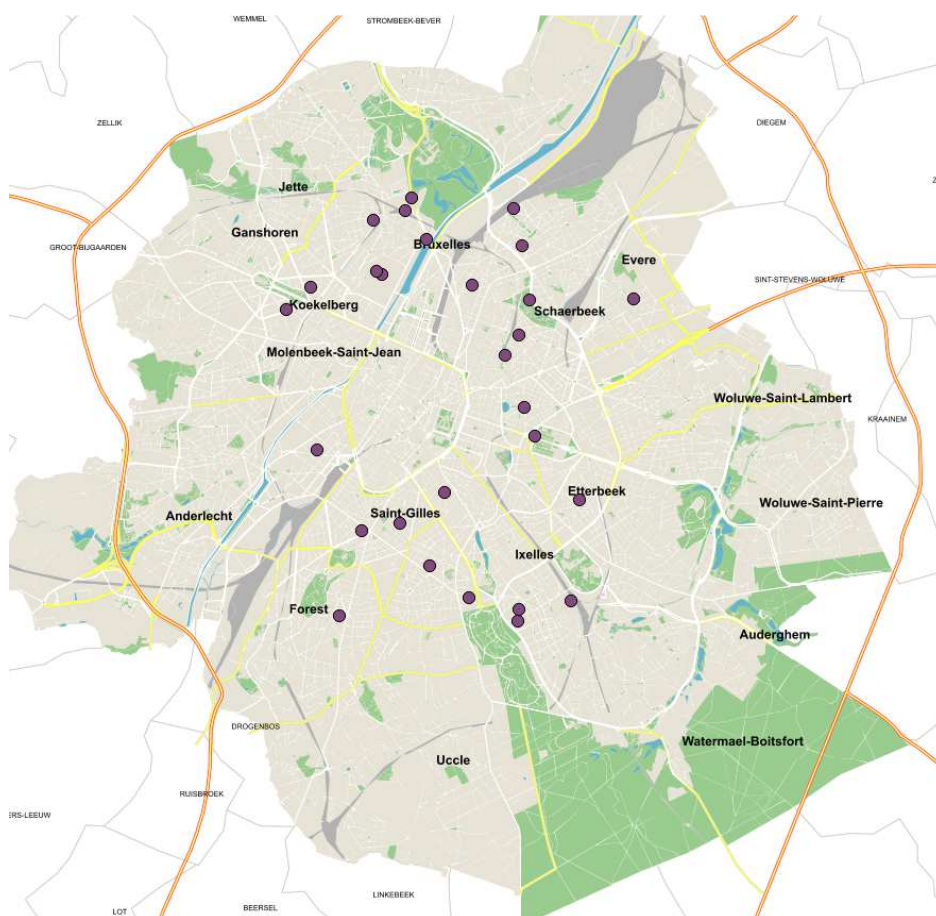 WEMMEL
STROMBEEK-BEVER
ZELLIK
DIEGEM
Jette
Ganshoren
GROOT-BIJGAARDEN
Bruxelles
Evere
SINT-STEVENS-WOLUWE
Koekelberg
Schaerbeek
Molenbeek-Saint-Jean
Woluwe-Saint-Lambert
KRAAINEM
Etterbeek
Woluwe-Saint-Pierre
Anderlecht
Saint-Gilles
Ixelles
Forest
Auderghem
DROGENBOS
Watermael-Boitsfort
Uccle
RUISBROEK
ERS-LEEUW
LINKEBEEK
BEERSEL
LOT